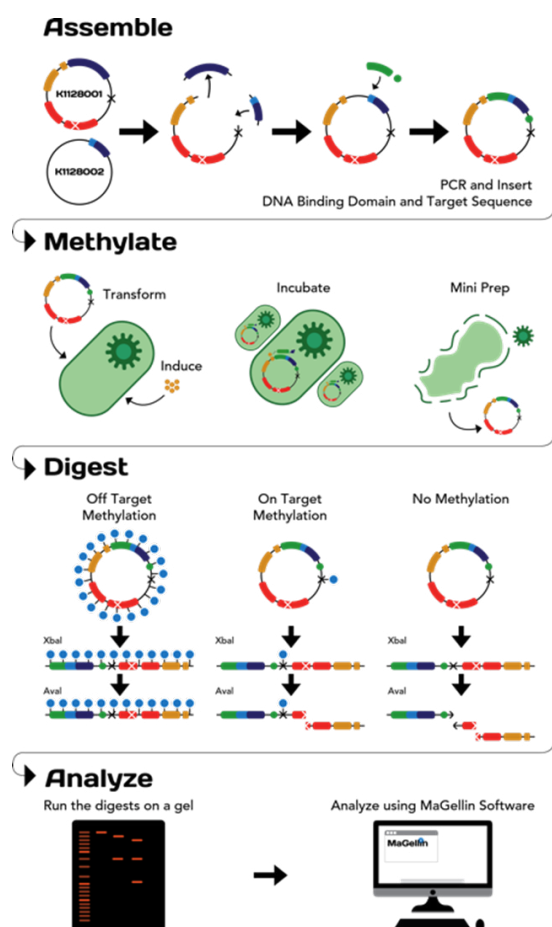 Assemble
K1128001
K1128002
PCR and Insert
DNA Binding Domain and Target Sequence
Methylate
Transform
Induce
Incubate
Mini Prep
Digest
Off Target
Methylation
On Target
Methylation
No Methylation
XbaI
XbaI
XbaI
AvaI
AvaI
AvaI
Analyze
Run the digests on a gel
Analyze using MaGellin Software
MaGellin